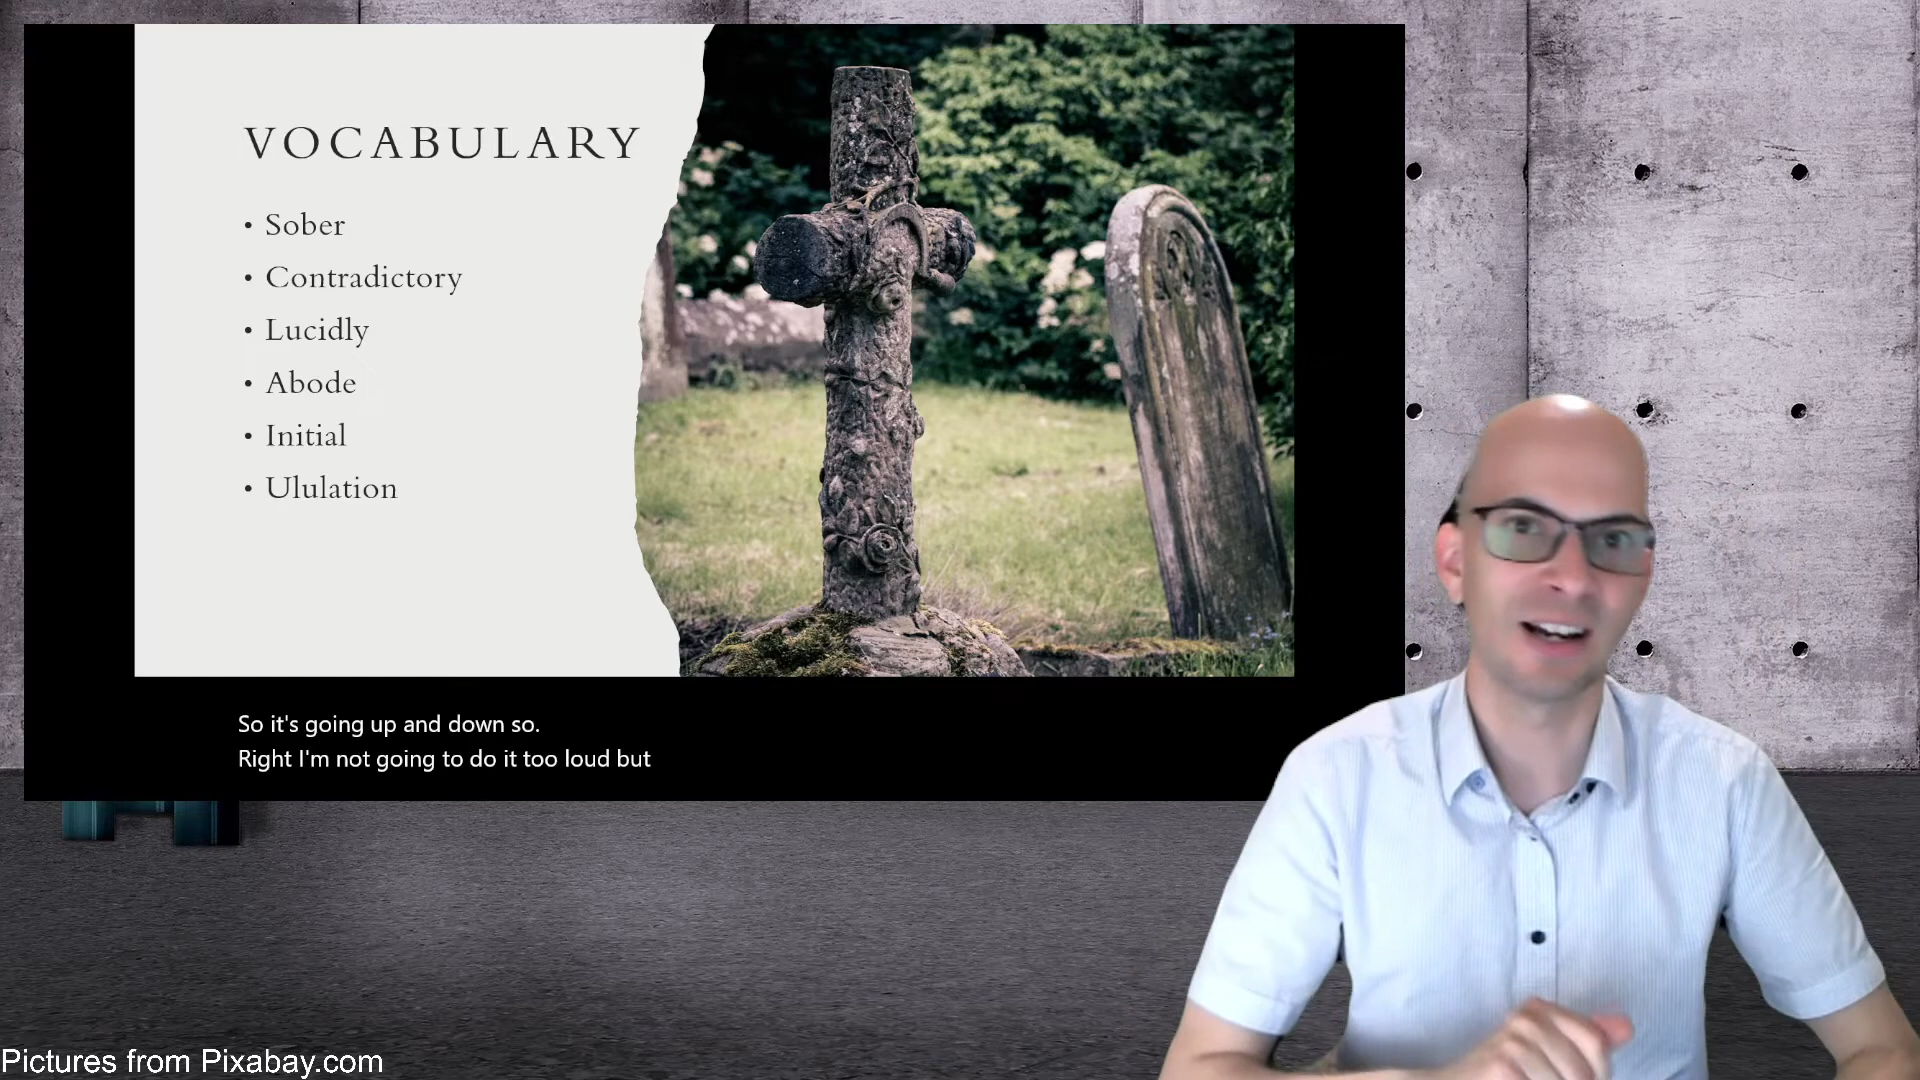 VOCABULARY
• Sober
• Contradictory
• Lucidly
• Abode
• Initial
• Ululation
So it's going up and down so.
Right I'm not going to do it too loud but
Pictures from Pixabay.com